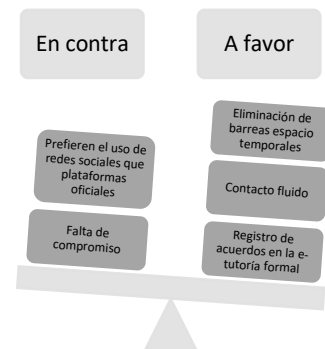 En contra
A favor
Prefieren el uso de
redes sociales que
plataformas
oficiales
Falta de
compromiso
Eliminación de
barreas espacio
temporales
Contacto fluido
Registro de
acuerdos en la e-
tutoría formal